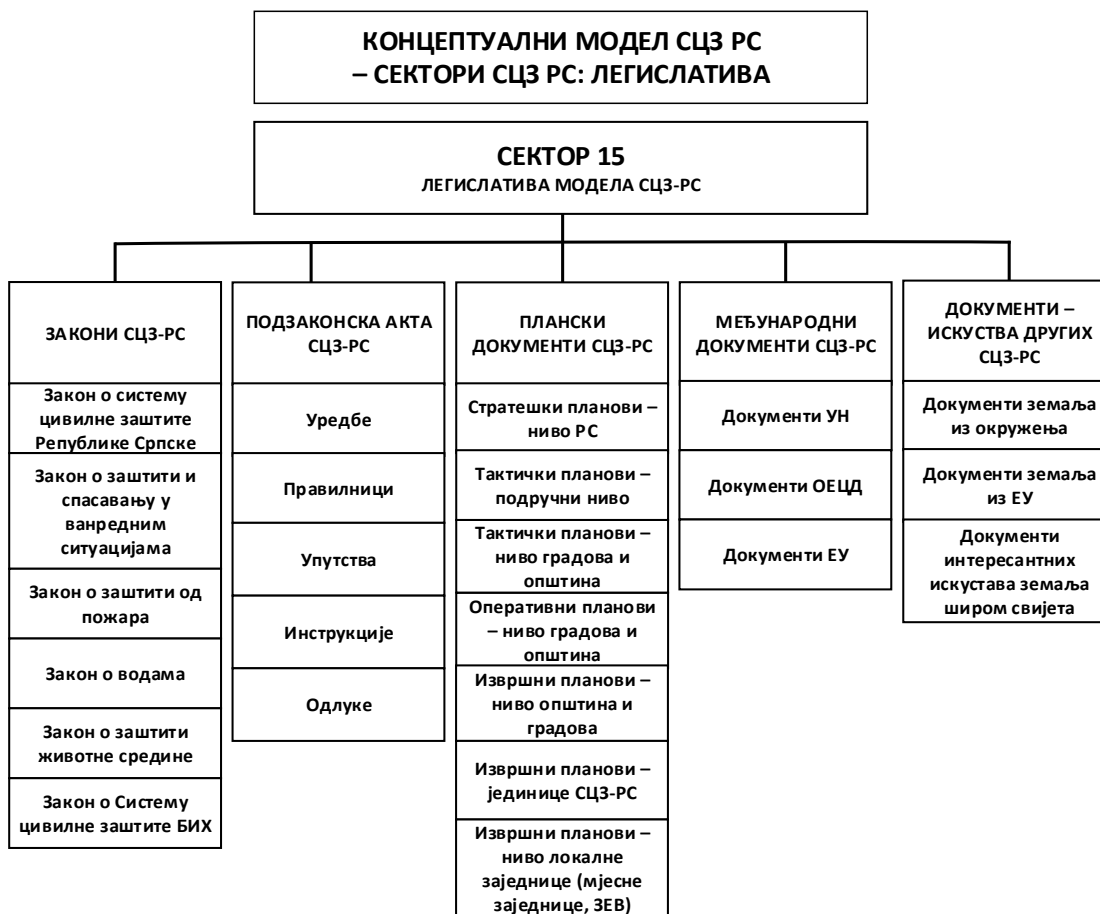 КОНЦЕПТУАЛНИ МОДЕЛ СЦЗ РС
– СЕКТОРИ СЦЗ РС: ЛЕГИСЛАТИВА
СЕКТОР 15
ЛЕГИСЛАТИВА МОДЕЛА СЦЗ-РС
ЗАКОНИ СЦЗ-РС
Закон о систему
цивилне заштите
Републике Српске
Закон о заштити и
спасавању у
ванредним
ситуацијама
Закон о заштити од
пожара
Закон о водама
Закон о заштити
животне средине
Закон о Систему
цивилне заштите БИХ
ПОДЗАКОНСКА АКТА
СЦЗ-РС
Уредбе
Правилници
Упутства
Инструкције
Одлуке
ПЛАНСКИ
ДОКУМЕНТИ СЦЗ-РС
Стратешки планови –
ниво РС
Тактички планови –
подручни ниво
Тактички планови –
ниво градова и
општина
Оперативни планови
– ниво градова и
општина
Извршни планови –
ниво општина и
градова
Извршни планови –
јединице СЦЗ-РС
Извршни планови –
ниво локалне
заједнице (мјесне
заједнице, ЗЕВ)
МЕЂУНАРОДНИ
ДОКУМЕНТИ СЦЗ-РС
Документи УН
Документи ОЕЦД
Документи ЕУ
ДОКУМЕНТИ –
ИСКУСТВА ДРУГИХ
СЦЗ-РС
Документи земаља
из окружења
Документи земаља
из ЕУ
Документи
интересантних
искустава земаља
широм свијета